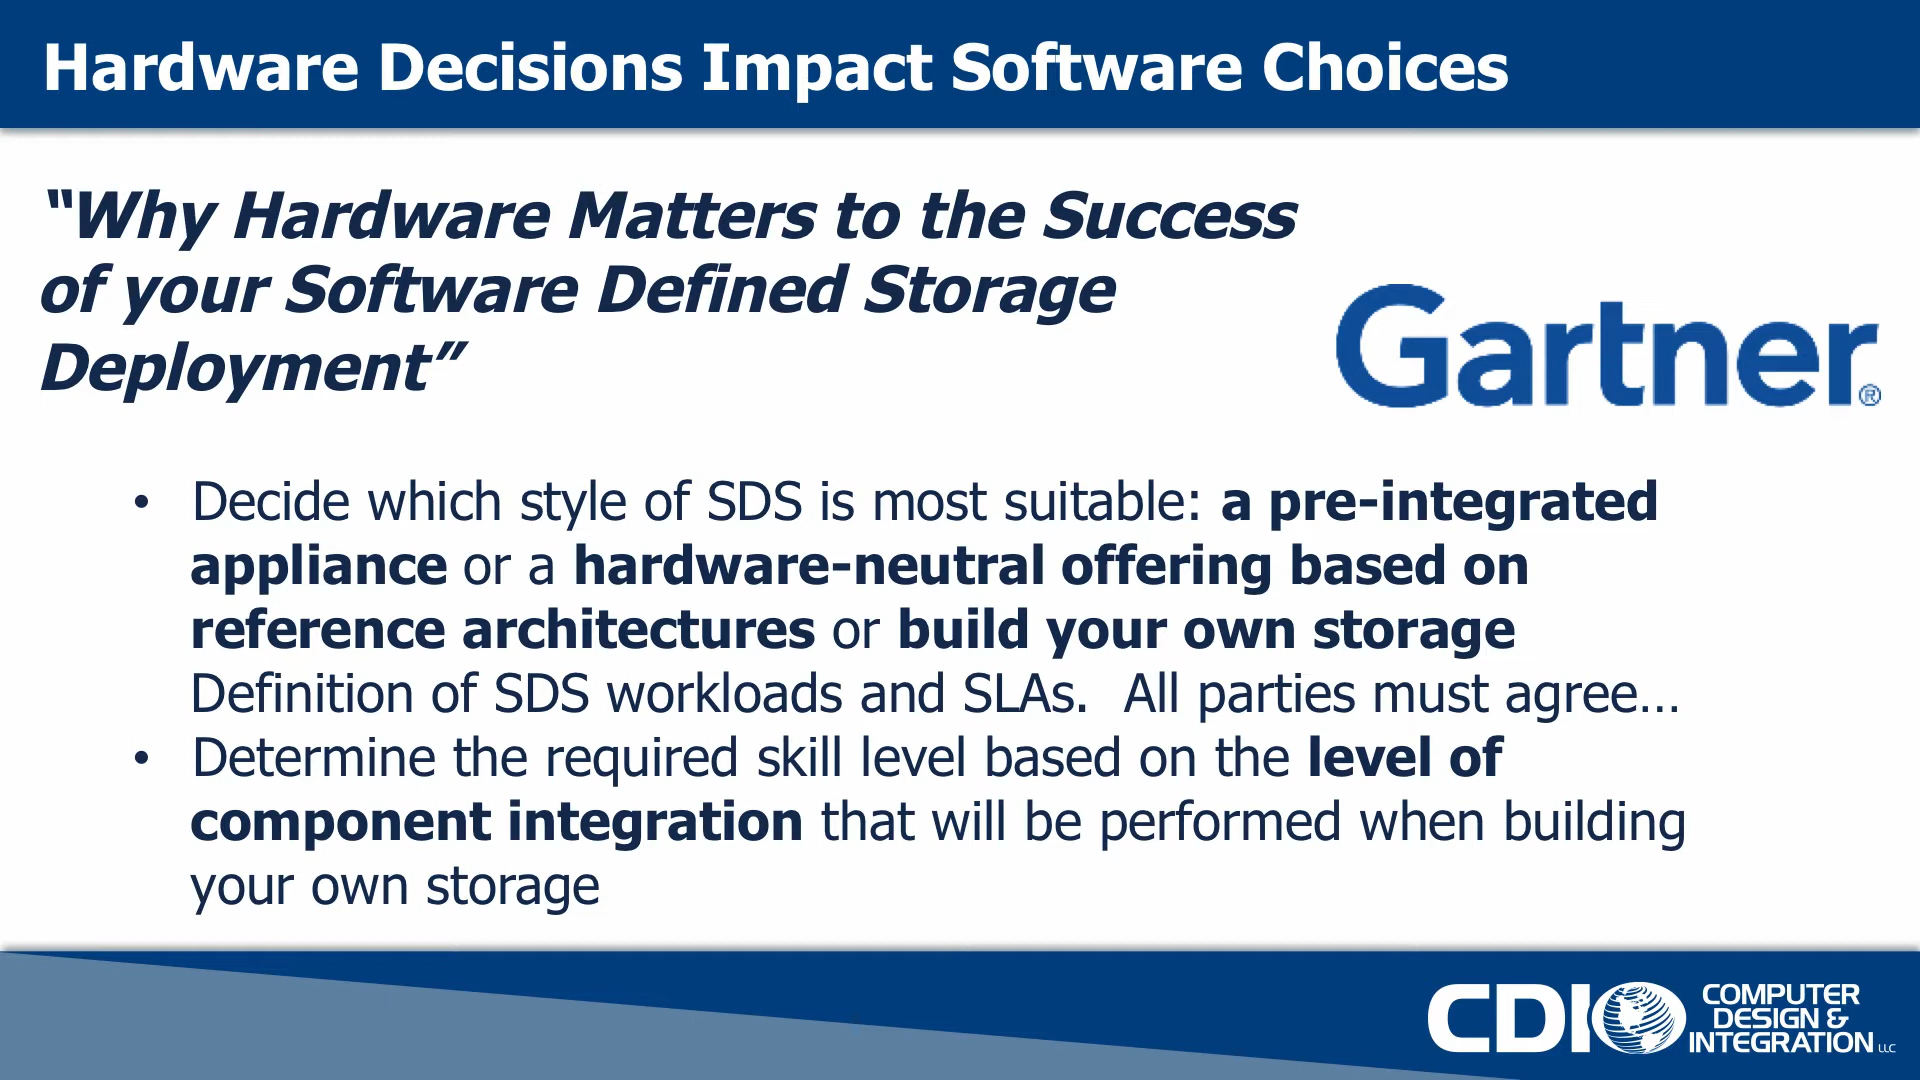 Hardware Decisions Impact Software Choices
“Why Hardware Matters to the Success
of your Software Defined Storage
Deployment”
Gartner®
• Decide which style of SDS is most suitable: a pre-integrated
appliance or a hardware-neutral offering based on
reference architectures or build your own storage
Definition of SDS workloads and SLAs.  All parties must agree…
• Determine the required skill level based on the level of
component integration that will be performed when building
your own storage
CDI
COMPUTER
DESIGN &
INTEGRATION LLC